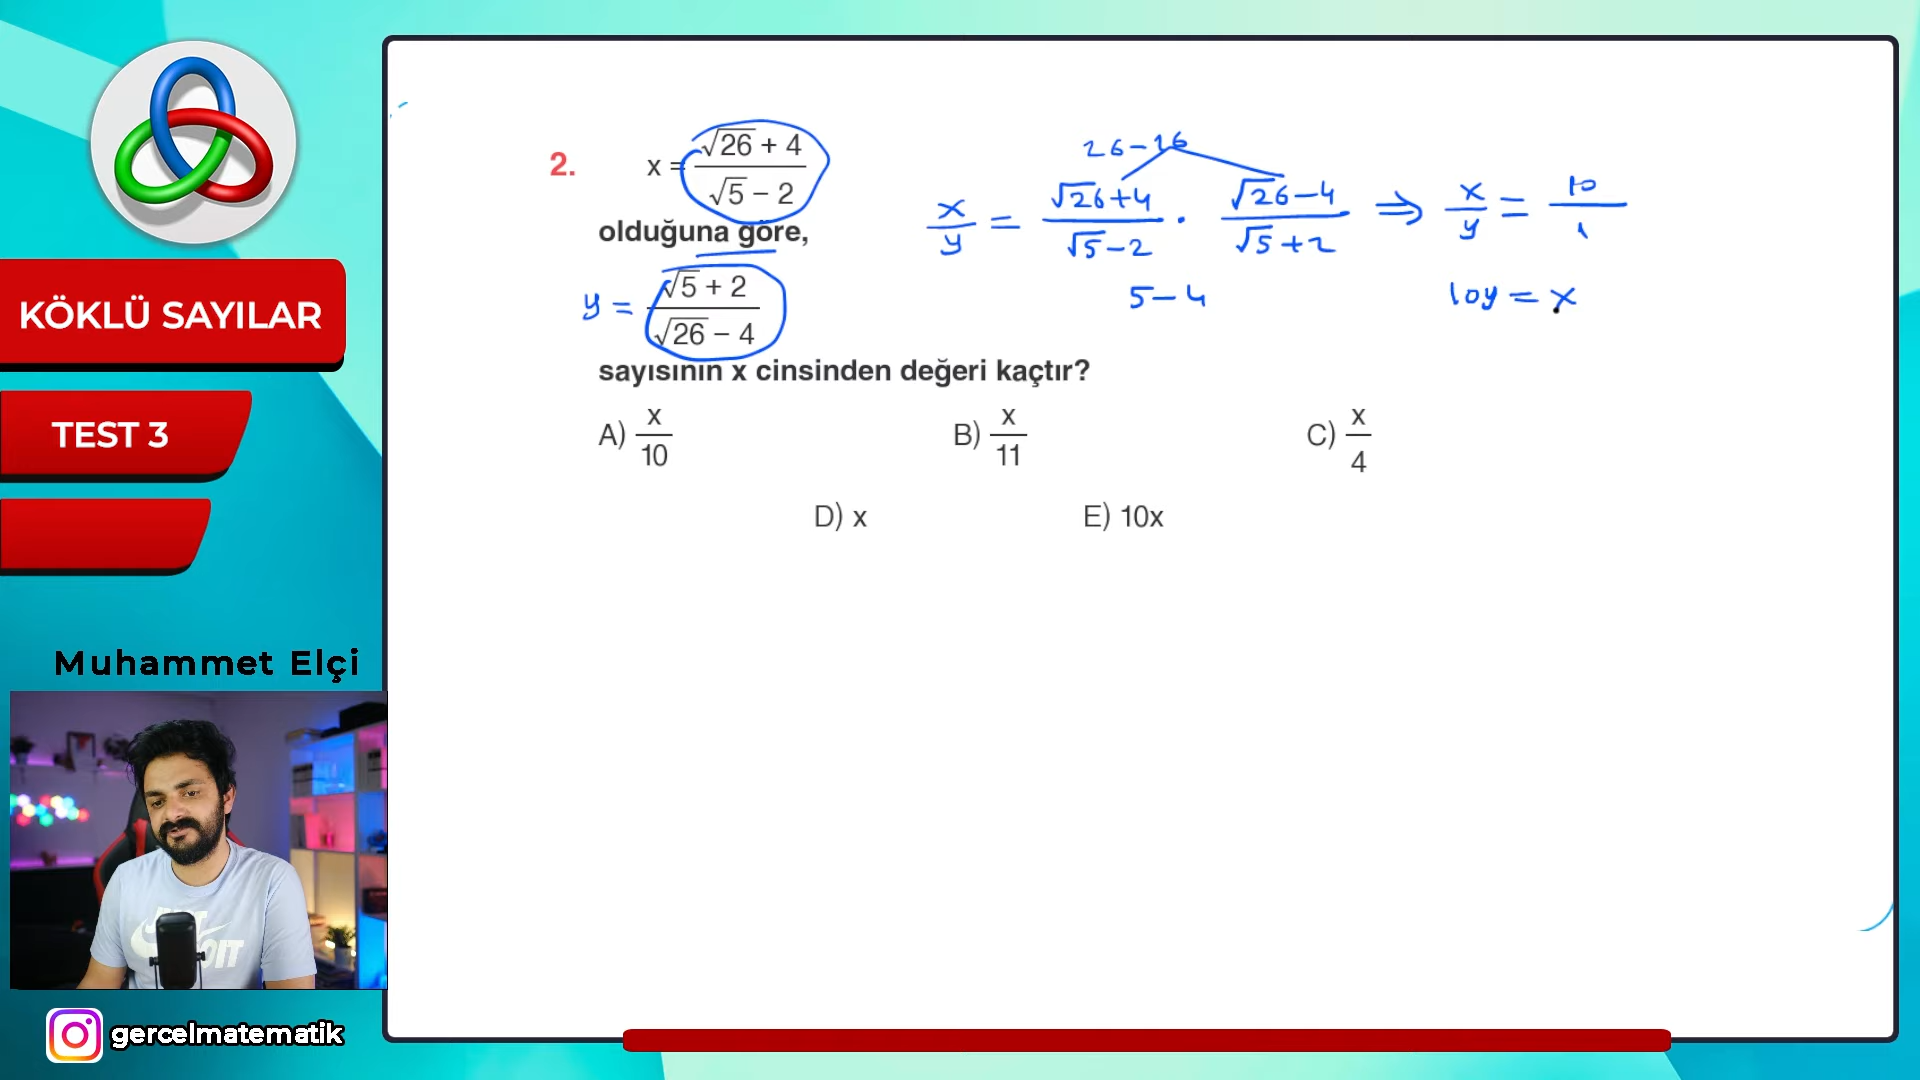 KÖKLÜ SAYILAR
TEST 3
Muhammet Elçi
gercelmatematik
2. x = (√26 + 4)/(√5 − 2)
olduğuna göre,
y = (√5 + 2)/(√26 − 4)
sayısının x cinsinden değeri kaçtır?
A) x/10 B) x/11 C) x/4
D) x E) 10x
26−16
x/y = (√26+4)/(√5−2) · (√26−4)/(√5+2) ⇒ x/y = 10/1
5−4
10y = x